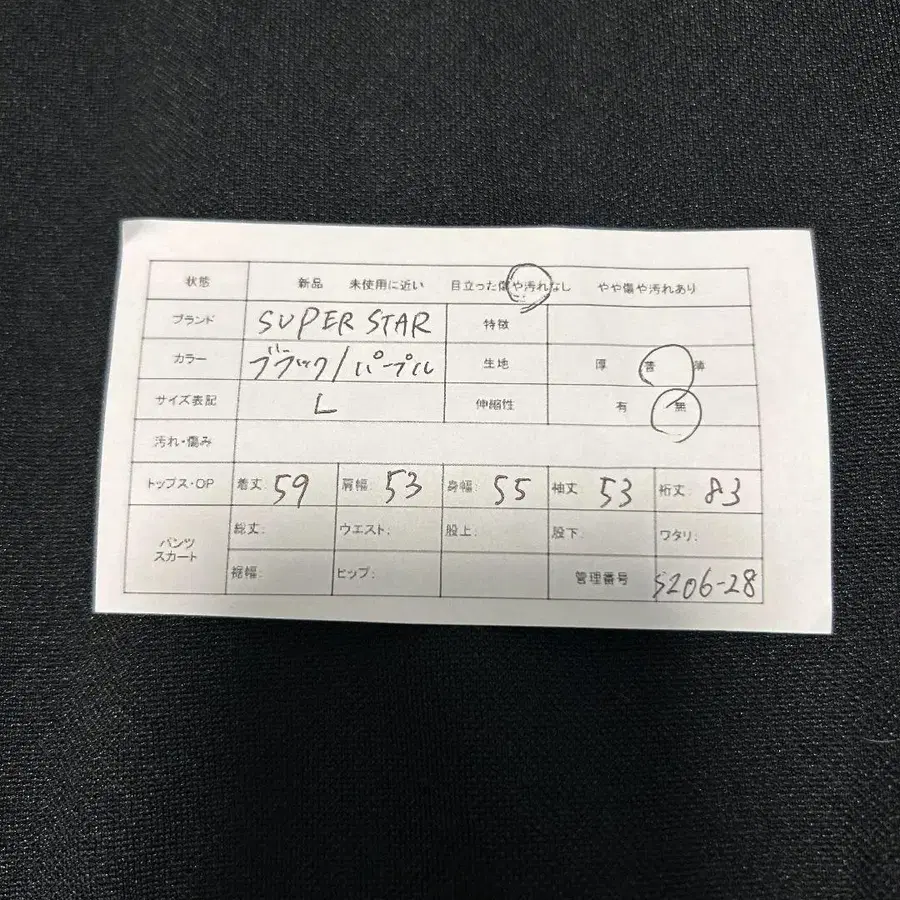 状態 新品 未使用に近い 目立った傷や汚れなし やや傷や汚れあり
ブランド SUPER STAR 特徴
カラー ブラック/パープル 生地 厚 普 薄
サイズ表記 L 伸縮性 有 無
汚れ・傷み
トップス・OP 着丈: 59 肩幅: 53 身幅: 55 袖丈: 53 裄丈: 83
パンツ スカート 総丈: ウエスト: 股上: 股下: ワタリ:
裾幅: ヒップ: 管理番号 S206-28